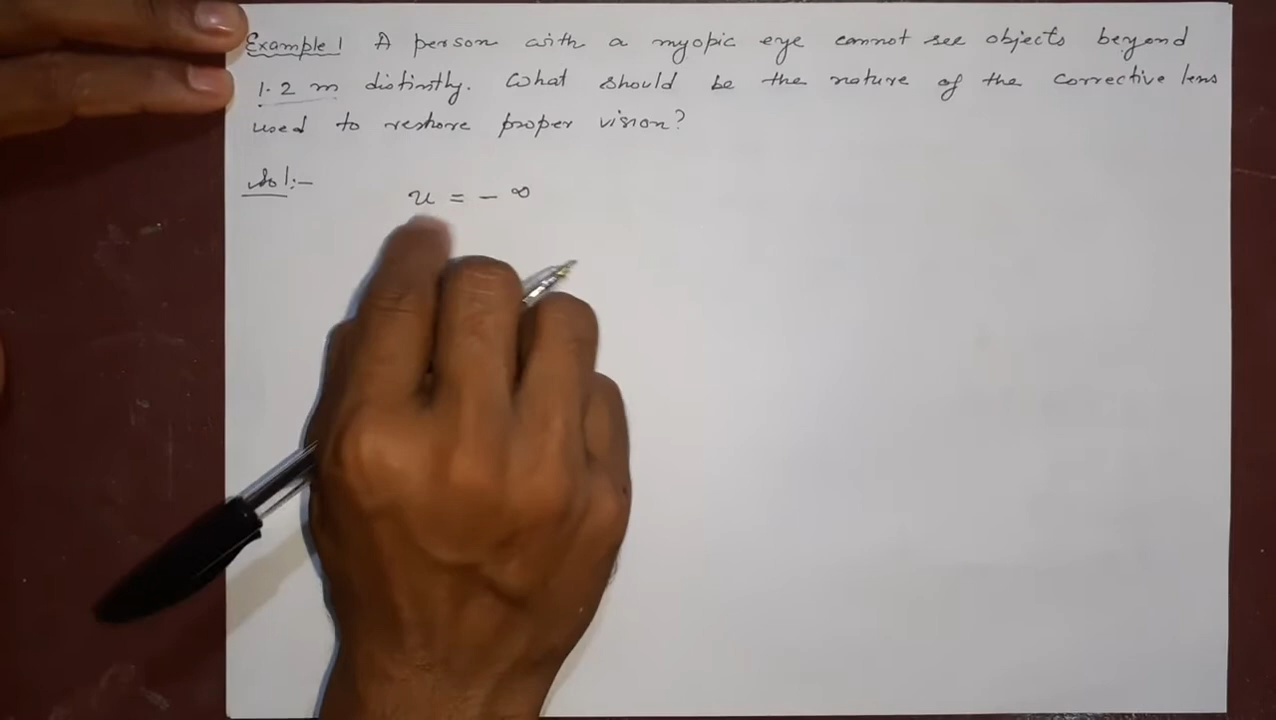 Example 1 A person with a myopic eye cannot see objects beyond
1.2 m distinctly. What should be the nature of the corrective lens
used to restore proper vision?
Sol:-
u = - ∞